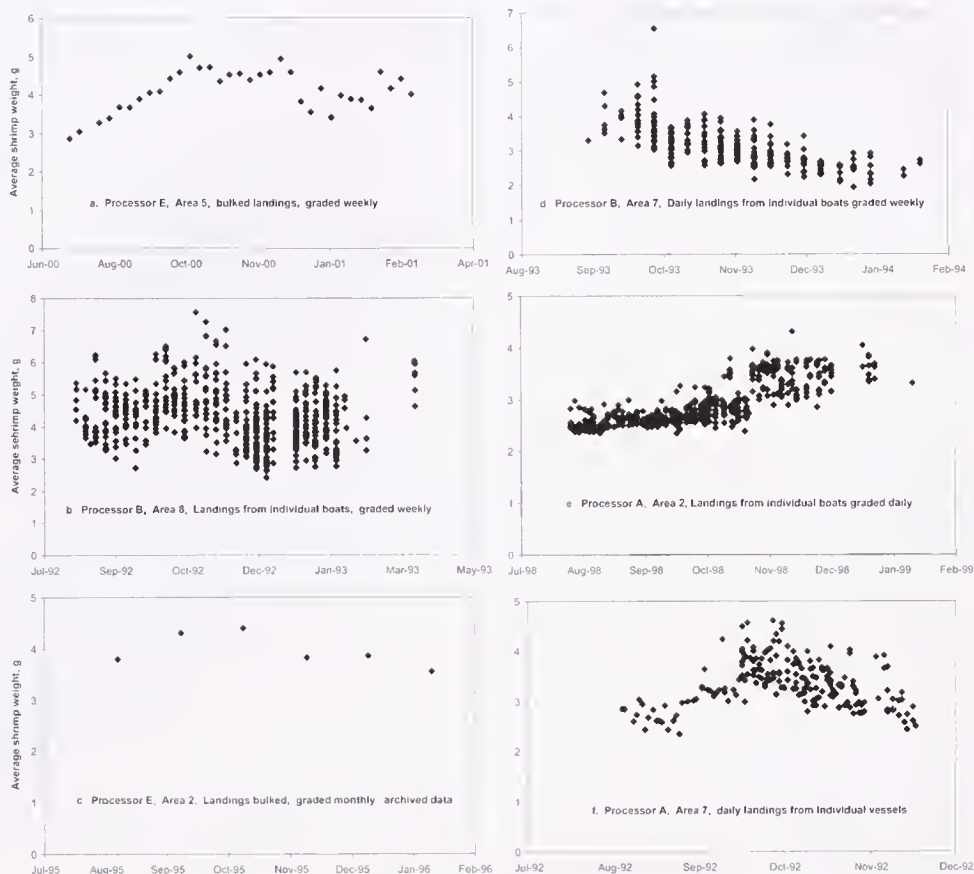 Average shrimp weight, g
6
5
4
3
2
1
0
a. Processor E, Area 5, bulked landings, graded weekly
Jun-00 Aug-00 Oct-00 Nov-00 Jan-01 Feb-01 Apr-01
7
6
5
4
3
2
1
0
d Processor B, Area 7, Daily landings from individual boats graded weekly
Aug-93 Sep-93 Oct-93 Nov-93 Dec-93 Jan-94 Feb-94
Average sehrimp weight, g
8
7
6
5
4
3
2
1
0
b Processor B, Area 8, Landings from individual boats, graded weekly
Jul-92 Sep-92 Oct-92 Dec-92 Jan-93 Mar-93 May-93
5
4
3
2
1
0
e Processor A, Area 2, Landings from individual boats graded daily
Jul-98 Aug-98 Sep-98 Oct-98 Nov-98 Dec-98 Jan-99 Feb-99
Average shrimp weight, g
5
4
3
2
1
0
c Processor E, Area 2, Landings bulked, graded monthly archived data
Jul-95 Aug-95 Sep-95 Oct-95 Nov-95 Dec-95 Jan-96 Feb-96
5
4
3
2
1
0
f. Processor A, Area 7, daily landings from individual vessels
Jul-92 Aug-92 Oct-92 Oct-92 Nov-92 Dec-92